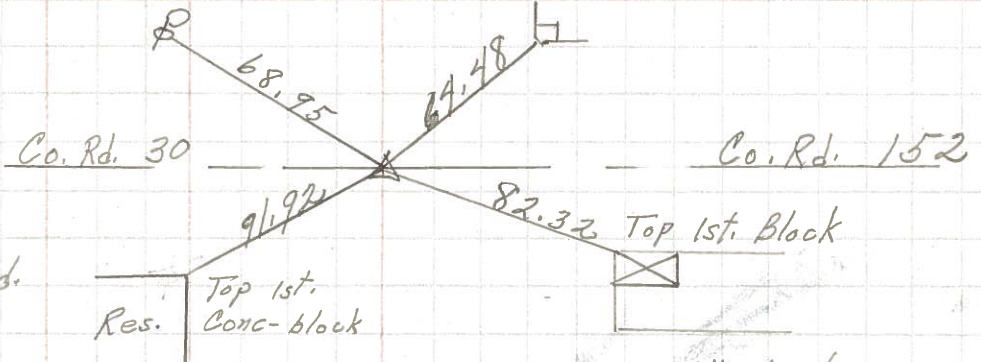 68.95
64.48
Co. Rd. 30
Co. Rd. 152
91.92
82.32
Top 1st. Block
Top 1st.
Conc-block
Res.